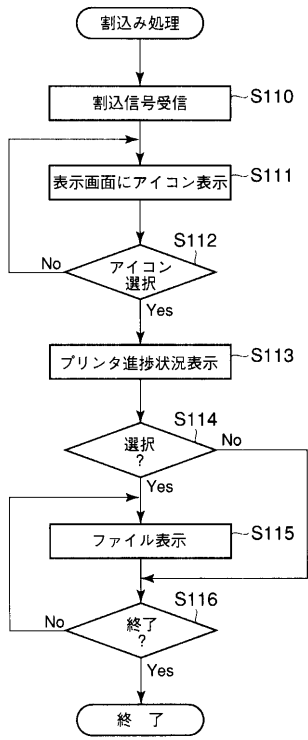 割込み処理
割込信号受信
S110
表示画面にアイコン表示
S111
S112
アイコン
選択
No
Yes
プリンタ進捗状況表示
S113
S114
選択
?
No
Yes
ファイル表示
S115
S116
終了
?
No
Yes
終 了